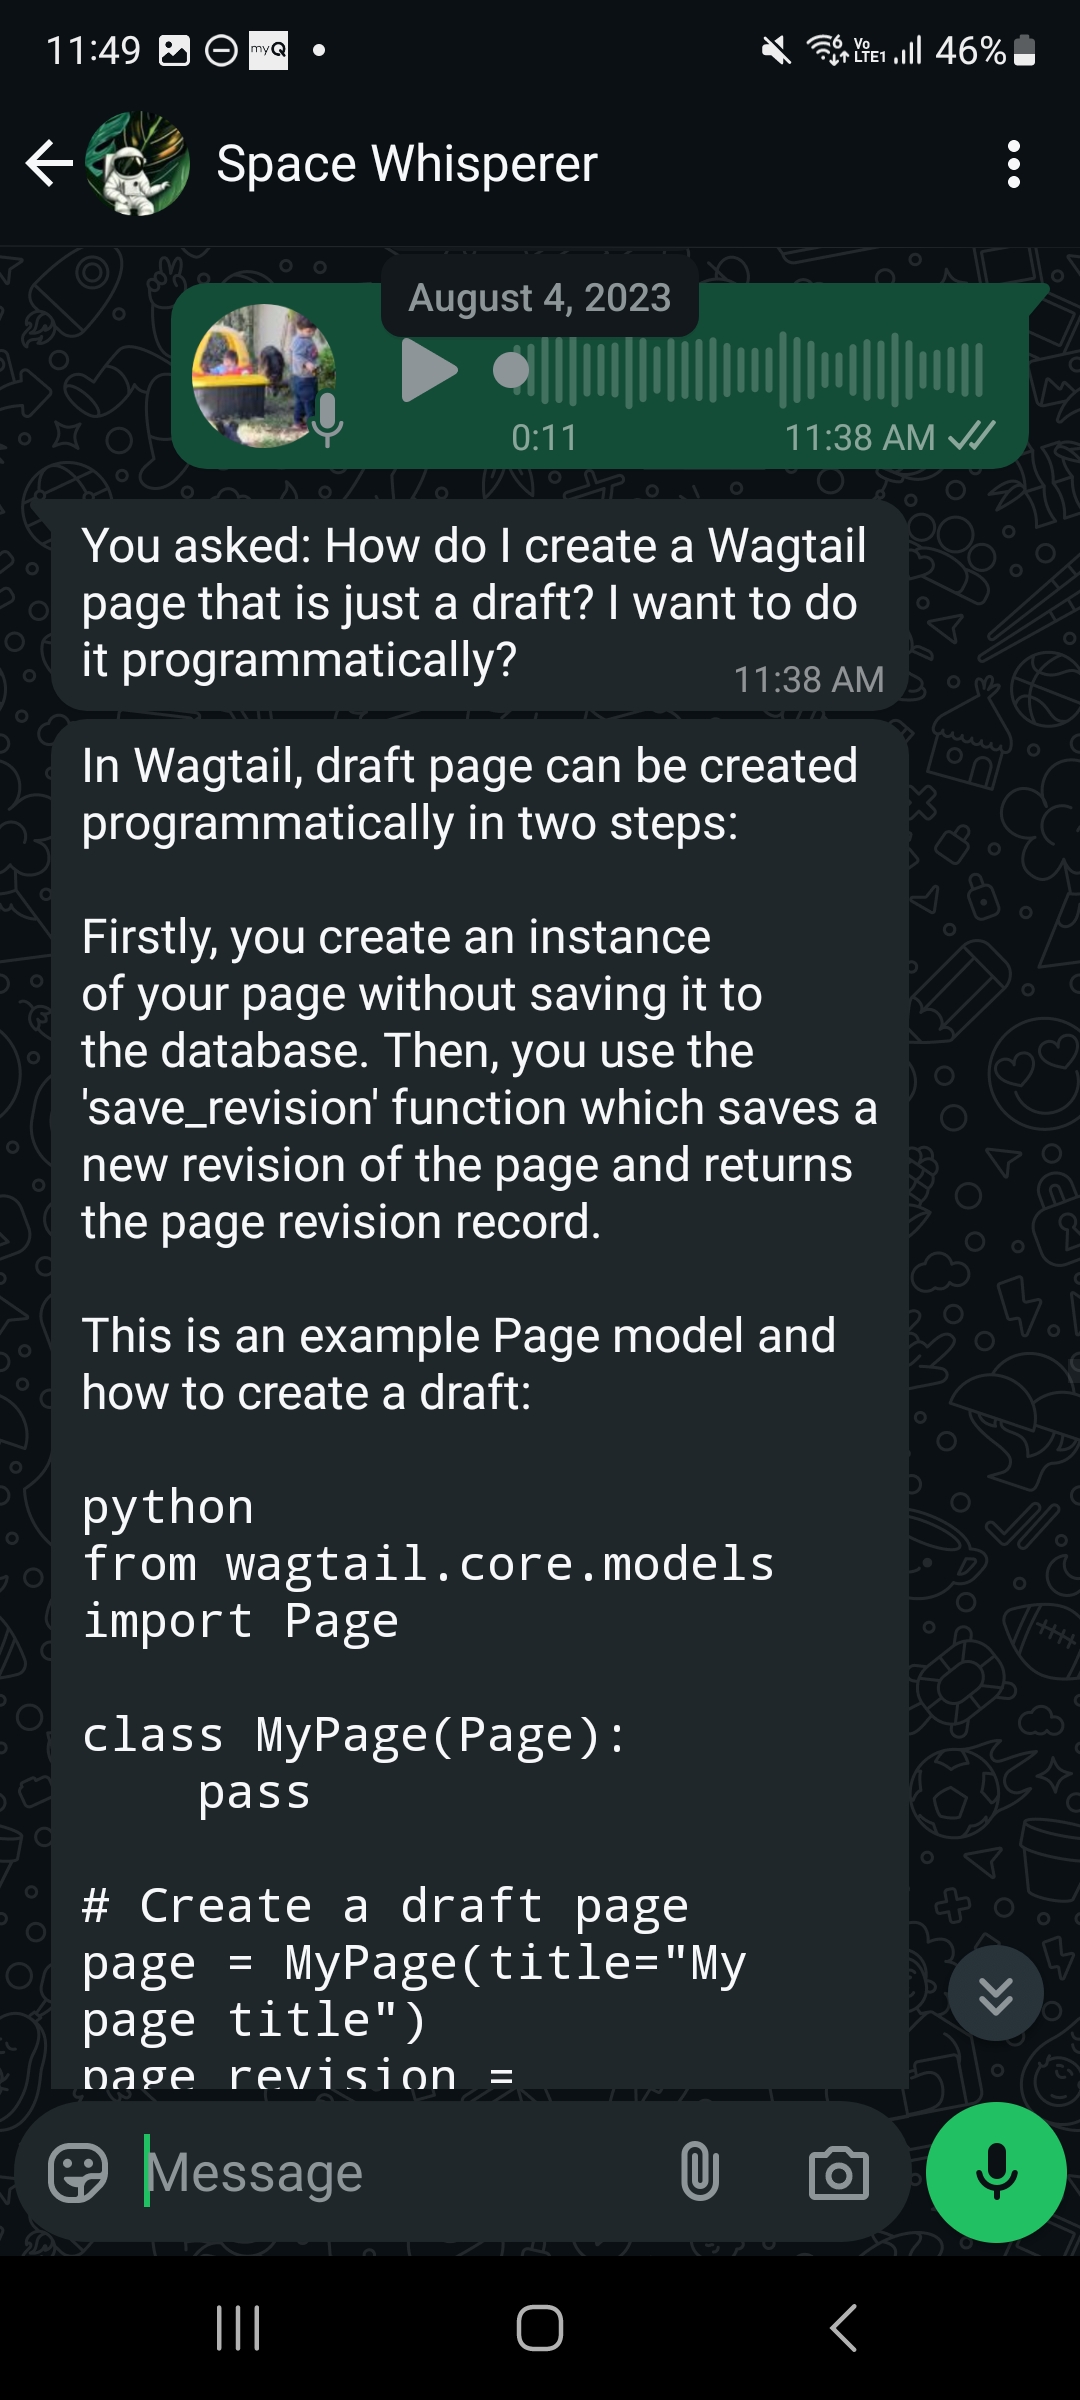 11:49
myQ
6
Vo
LTE1
46%
Space Whisperer
August 4, 2023
0:11
11:38 AM
You asked: How do I create a Wagtail
page that is just a draft? I want to do
it programmatically?
11:38 AM
In Wagtail, draft page can be created
programmatically in two steps:
Firstly, you create an instance
of your page without saving it to
the database. Then, you use the
'save_revision' function which saves a
new revision of the page and returns
the page revision record.
This is an example Page model and
how to create a draft:
python
from wagtail.core.models
import Page
class MyPage(Page):
    pass
# Create a draft page
page = MyPage(title="My
page title")
page_revision =
Message